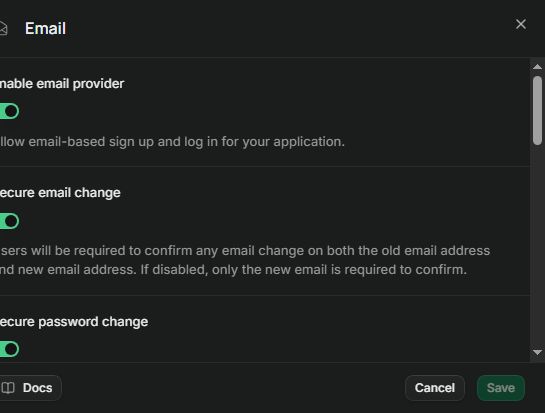 Email
nable email provider
llow email-based sign up and log in for your application.
ecure email change
sers will be required to confirm any email change on both the old email address
nd new email address. If disabled, only the new email is required to confirm.
ecure password change
Docs
Cancel
Save